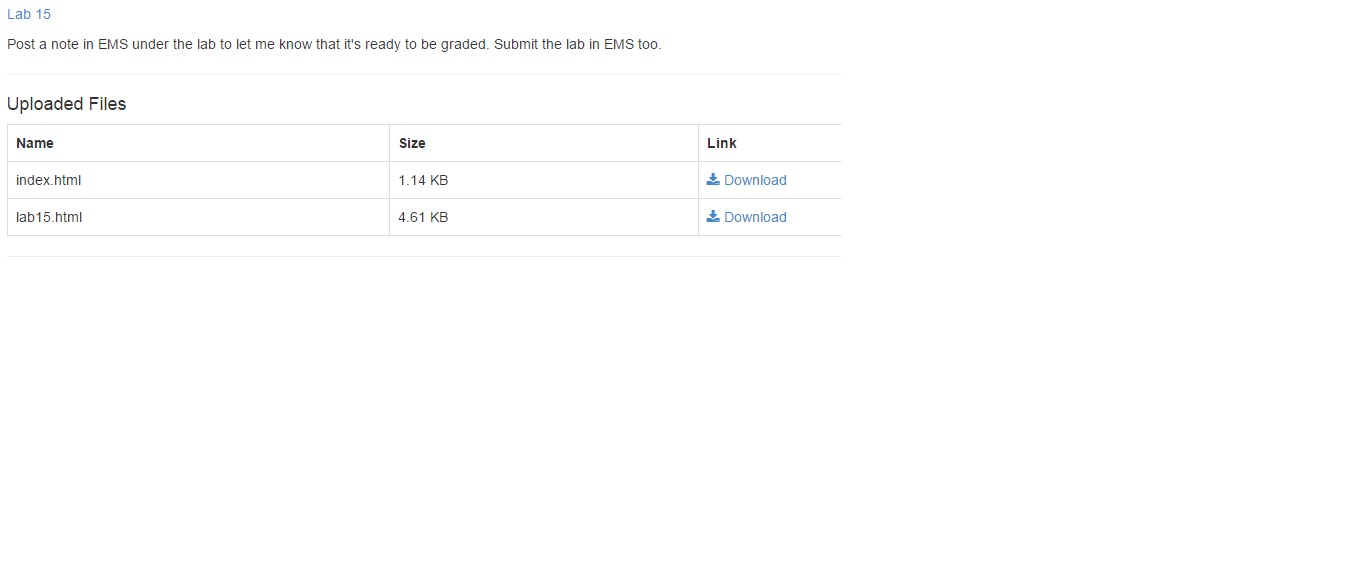 Lab 15
Post a note in EMS under the lab to let me know that it's ready to be graded. Submit the lab in EMS too.
Uploaded Files
Name Size Link
index.html 1.14 KB Download
lab15.html 4.61 KB Download